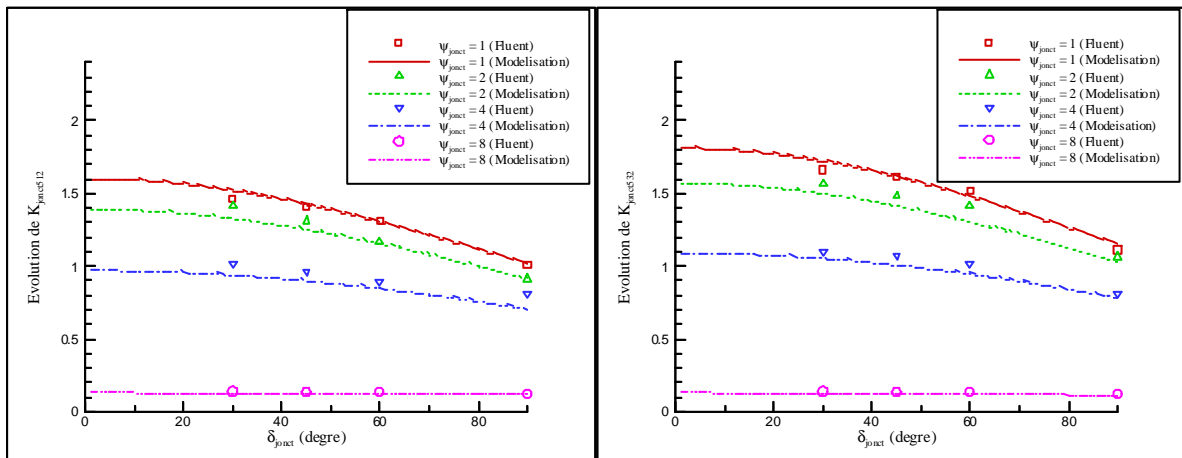 ψjonct = 1 (Fluent)
ψjonct = 1 (Modelisation)
ψjonct = 2 (Fluent)
ψjonct = 2 (Modelisation)
ψjonct = 4 (Fluent)
ψjonct = 4 (Modelisation)
ψjonct = 8 (Fluent)
ψjonct = 8 (Modelisation)
Evolution de Kjonct512
2
1.5
1
0.5
0
0 20 40 60 80
δjonct (degre)
ψjonct = 1 (Fluent)
ψjonct = 1 (Modelisation)
ψjonct = 2 (Fluent)
ψjonct = 2 (Modelisation)
ψjonct = 4 (Fluent)
ψjonct = 4 (Modelisation)
ψjonct = 8 (Fluent)
ψjonct = 8 (Modelisation)
Evolution de Kjonct532
2
1.5
1
0.5
0
0 20 40 60 80
δjonct (degre)